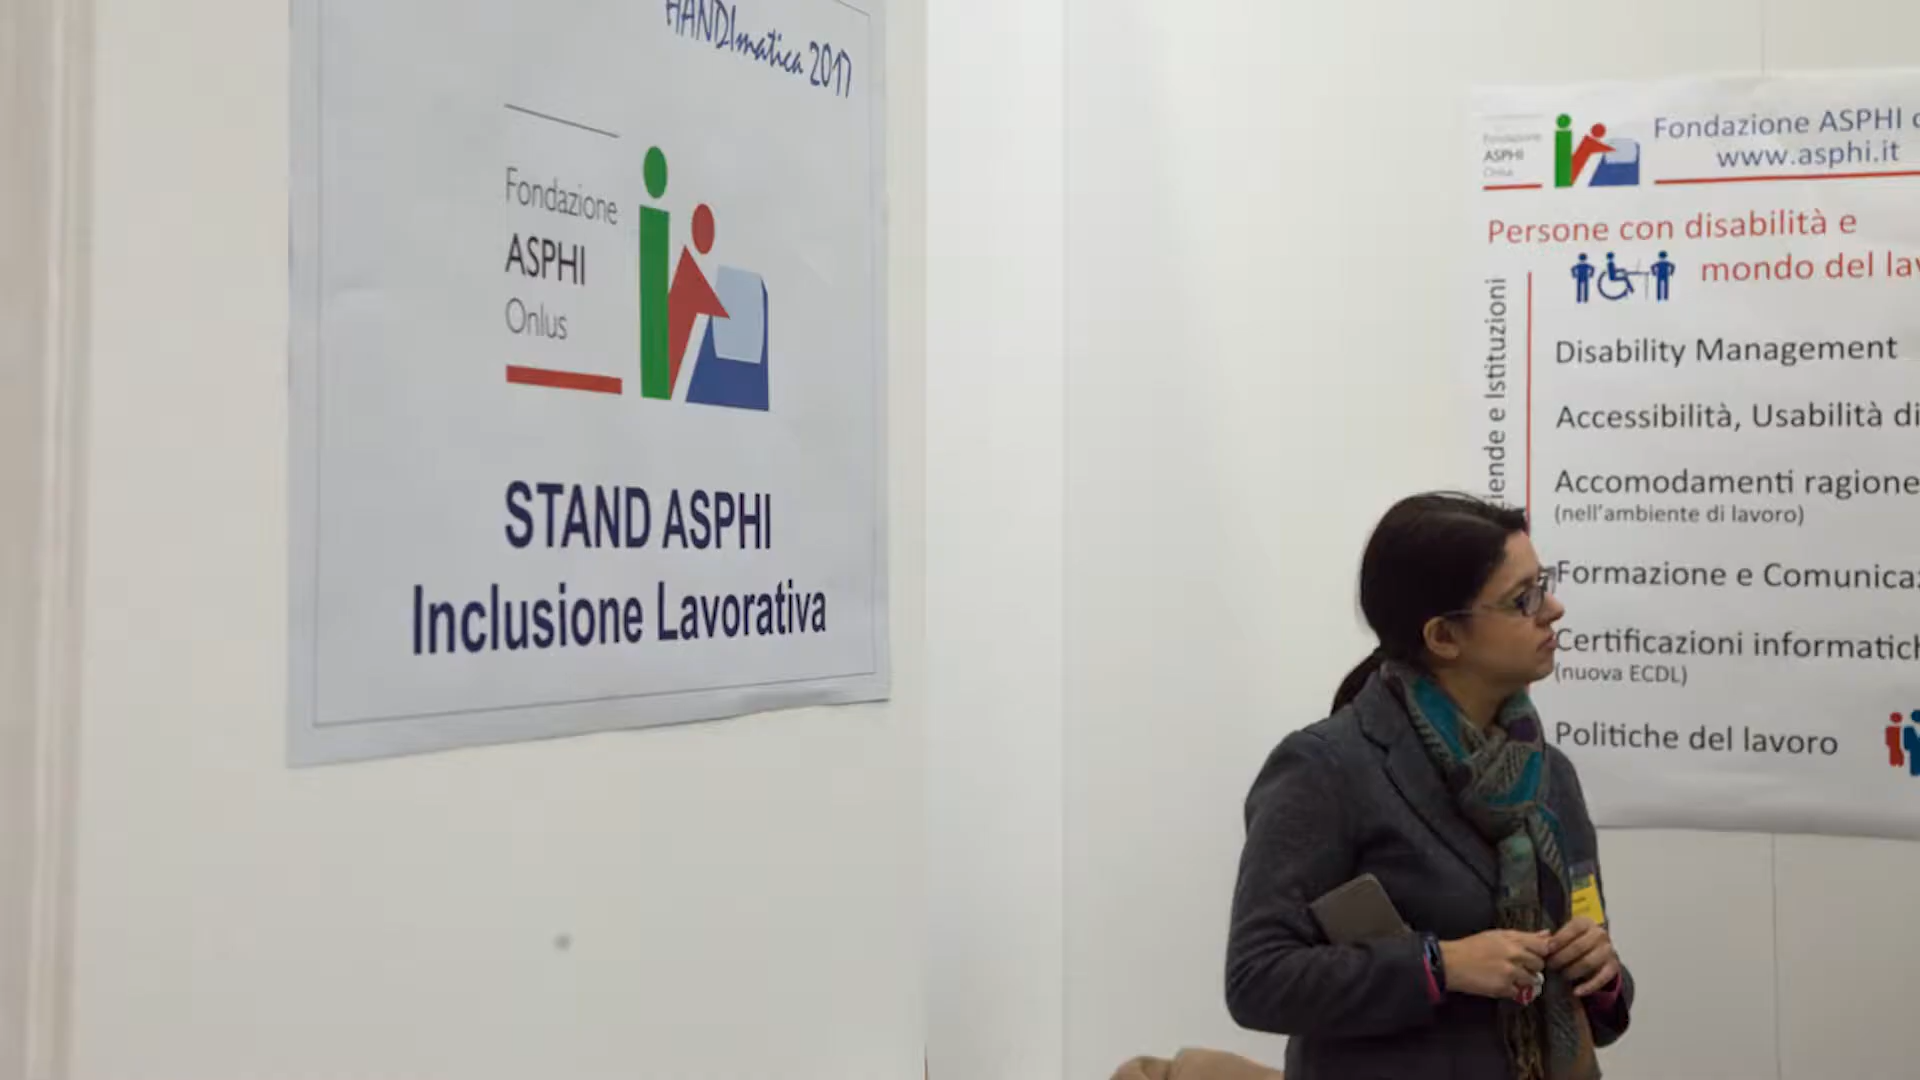 HANDImatica 2017
Fondazione
ASPHI
Onlus
STAND ASPHI
Inclusione Lavorativa
Fondazione
ASPHI
Onlus
Fondazione ASPHI
www.asphi.it
Persone con disabilità e
mondo del
e Istituzioni
Disability Management
Accessibilità, Usabilità
Accomodamenti
(nell'ambiente di lavoro)
Formazione e
Certificazioni
(nuova ECDL)
Politiche del lavoro